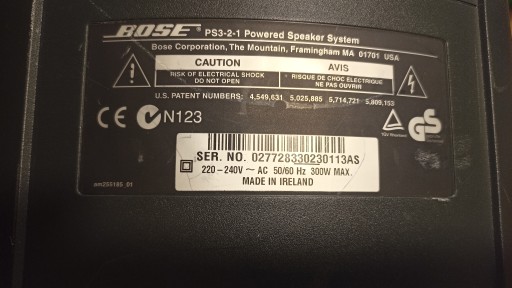 BOSE PS3-2-1 Powered Speaker System
Bose Corporation, The Mountain, Framingham MA 01701 USA
CAUTION AVIS
RISK OF ELECTRICAL SHOCK
DO NOT OPEN
RISQUE DE CHOC ÉLECTRIQUE
NE PAS OUVRIR
U.S. PATENT NUMBERS: 4,549,631 5,025,885 5,714,721 5,809,153
CE N123
GS
SER. NO. 027728330230113AS
220-240V ~ AC 50/60 Hz 300W MAX.
MADE IN IRELAND